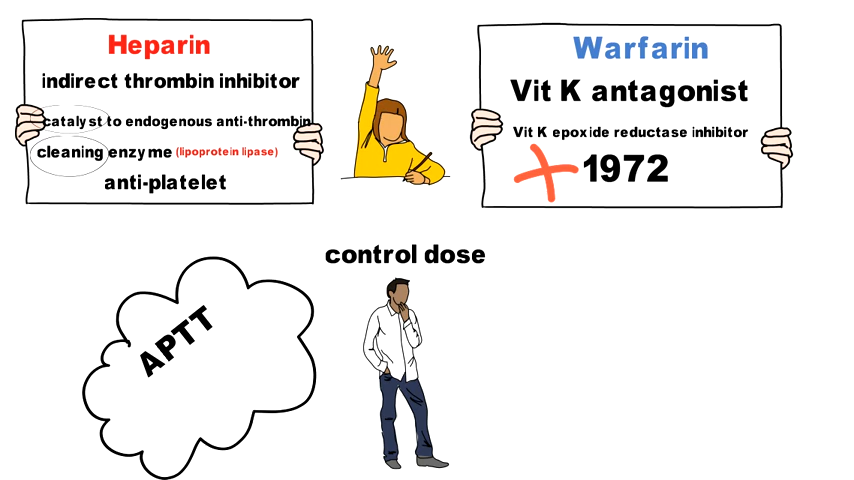 Heparin
indirect thrombin inhibitor
catalyst to endogenous anti-thrombin
cleaning enzyme (lipoprotein lipase)
anti-platelet
Warfarin
Vit K antagonist
Vit K epoxide reductase inhibitor
1972
control dose
APTT